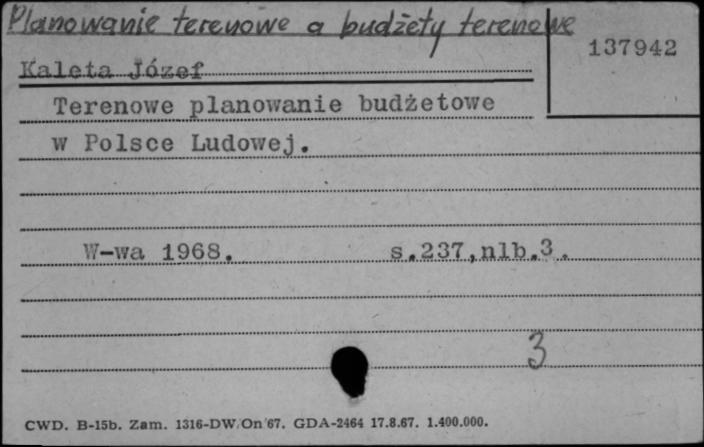 Planowanie terenowe a budżety terenowe
137942
Kaleta Józef
Terenowe planowanie budżetowe
w Polsce Ludowej.
W-wa 1968. s.237,nlb.3.
3
CWD. B-15b. Zam. 1316-DW/On/67. GDA-2464 17.8.67. 1.400.000.